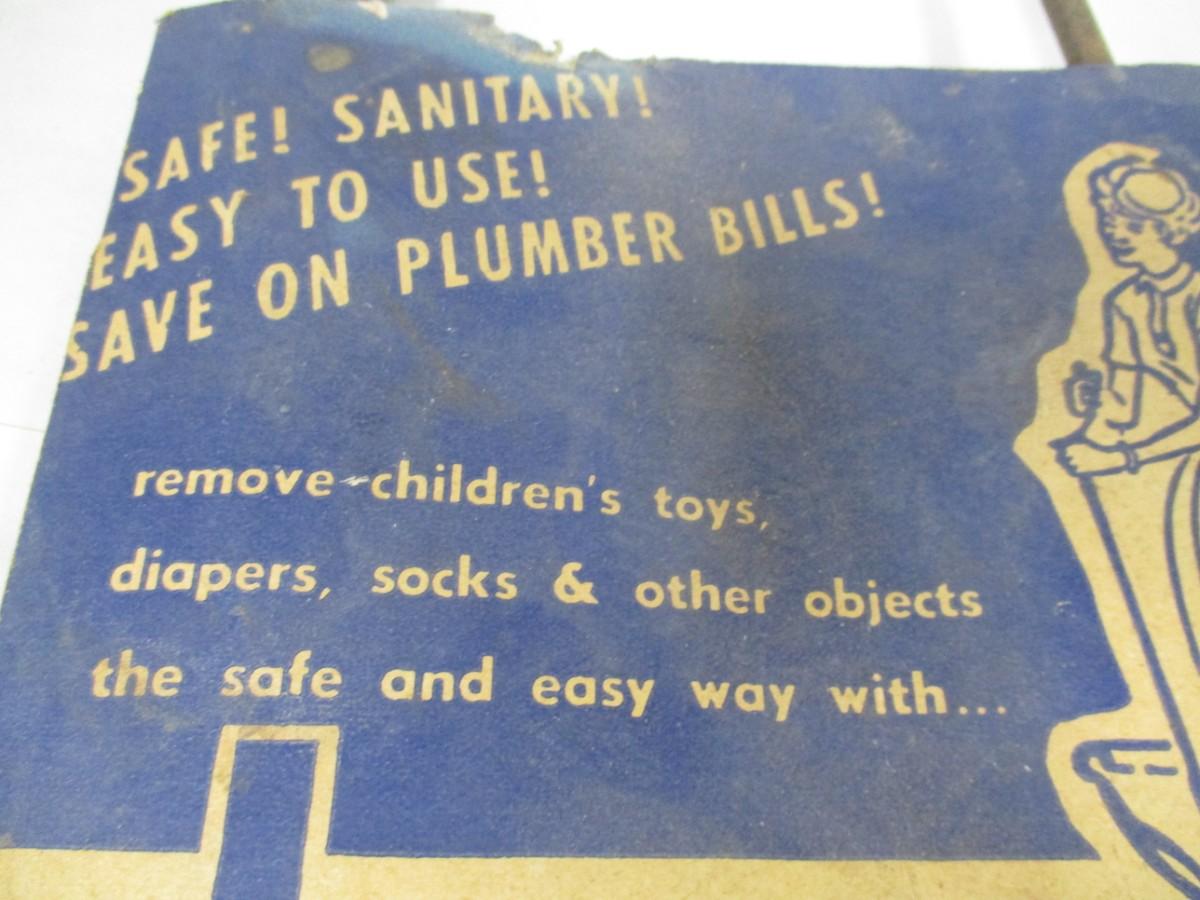 SAFE! SANITARY!
EASY TO USE!
SAVE ON PLUMBER BILLS!
remove children's toys,
diapers, socks & other objects
the safe and easy way with...